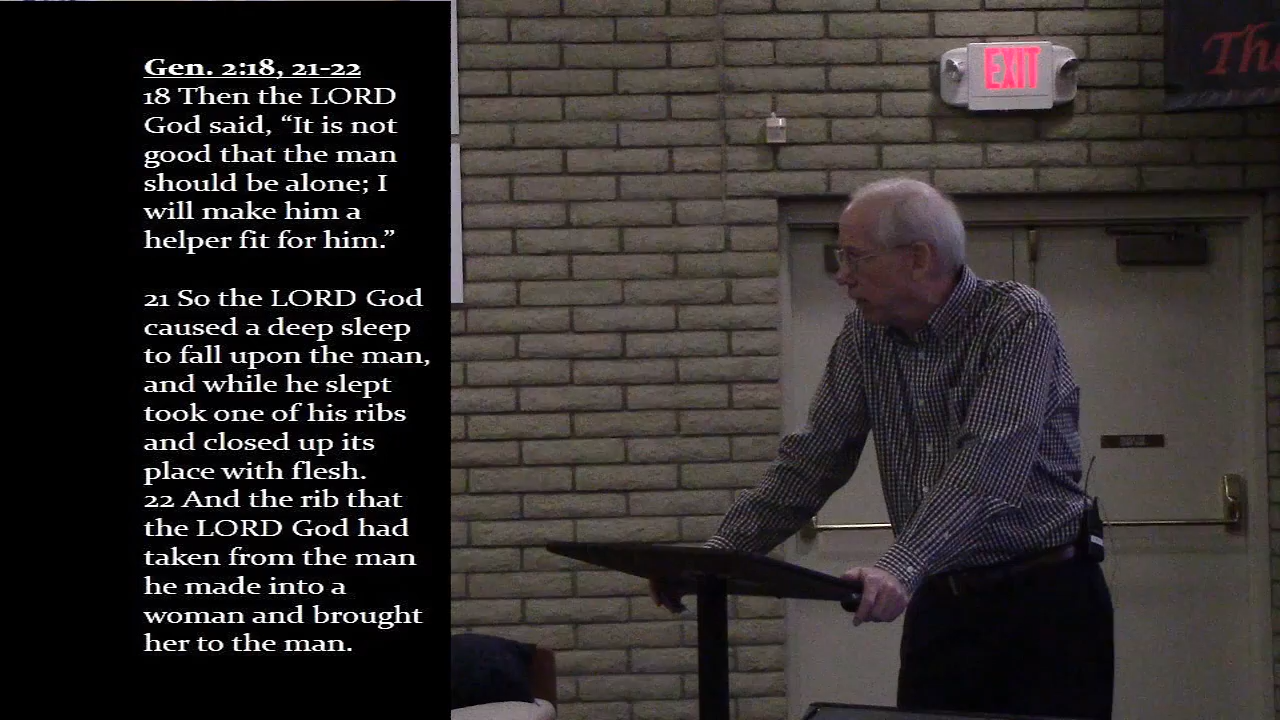 Gen. 2:18, 21-22
18 Then the LORD
God said, “It is not
good that the man
should be alone; I
will make him a
helper fit for him.”
21 So the LORD God
caused a deep sleep
to fall upon the man,
and while he slept
took one of his ribs
and closed up its
place with flesh.
22 And the rib that
the LORD God had
taken from the man
he made into a
woman and brought
her to the man.
EXIT